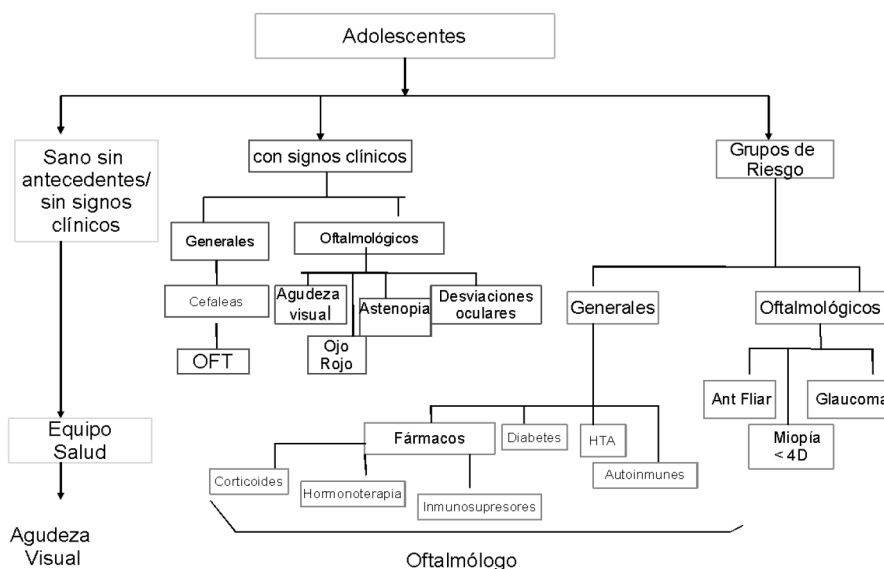 Adolescentes
Sano sin
antecedentes/
sin signos
clínicos
con signos clínicos
Grupos de
Riesgo
Generales
Oftalmológicos
Cefaleas
OFT
Agudeza
visual
Astenopia
Desviaciones
oculares
Ojo
Rojo
Generales
Oftalmológicos
Ant Fliar
Glaucoma
Miopía
< 4D
Equipo
Salud
Fármacos
Diabetes
HTA
Autoinmunes
Corticoides
Hormonoterapia
Inmunosupresores
Agudeza
Visual
Oftalmólogo